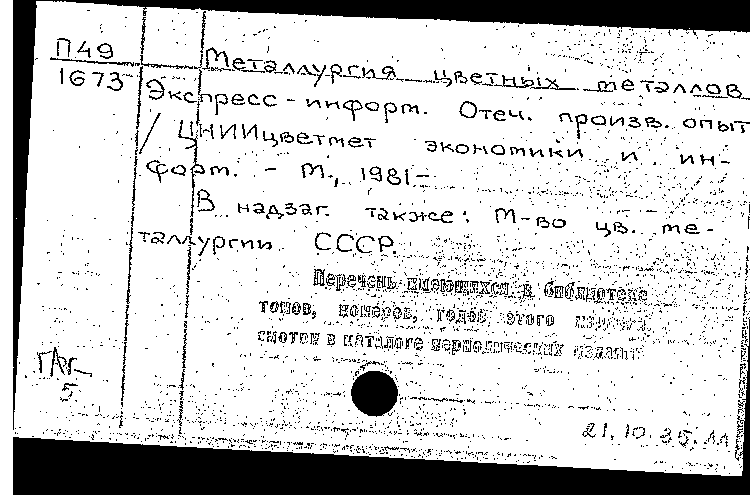 П49
1673
Металлургия цветных металлов
Экспресс-информ. Отеч. произв. опыт
/ ЦНИИцветмет экономики и ин-
форм. - М., 1981-
В надзаг. также: М-во цв. ме-
таллургии СССР.
Перечень имеющихся в библиотеке
томов, номеров, годов этого издания
смотри в каталоге периодических изданий
5
21.10.85.